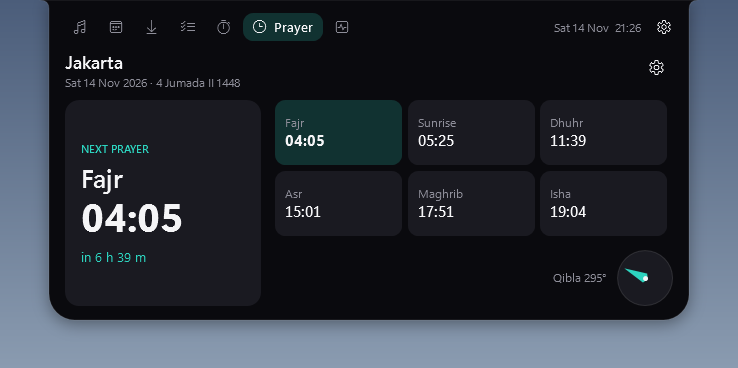 Prayer
Sat 14 Nov 21:26
Jakarta
Sat 14 Nov 2026 · 4 Jumada II 1448
NEXT PRAYER
Fajr
04:05
in 6 h 39 m
Fajr
04:05
Sunrise
05:25
Dhuhr
11:39
Asr
15:01
Maghrib
17:51
Isha
19:04
Qibla 295°